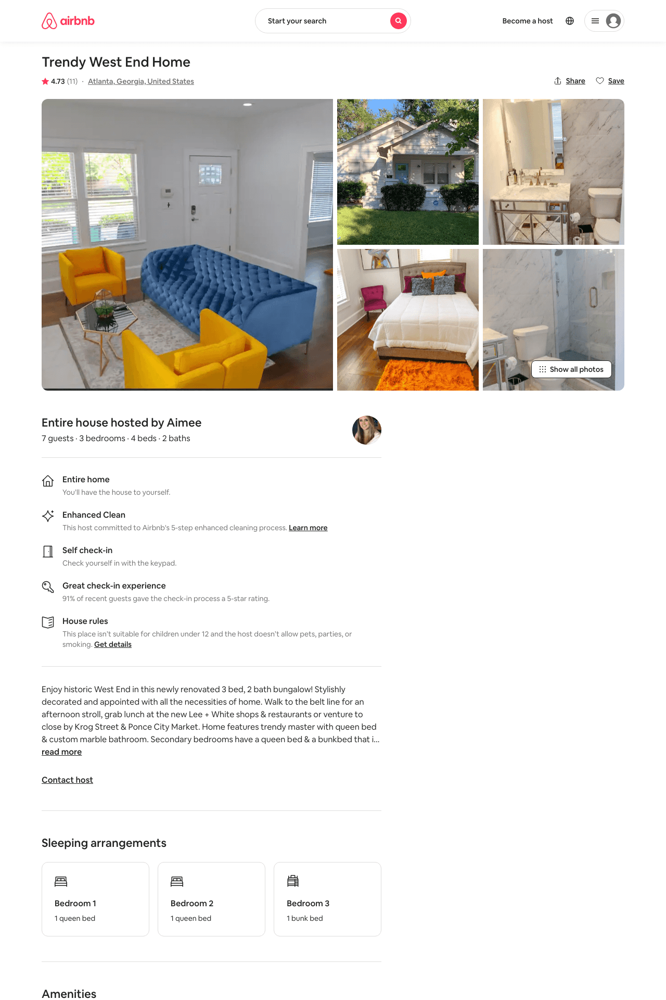 airbnb
Start your search
Become a host
Trendy West End Home
4.73 (11) · Atlanta, Georgia, United States
Share
Save
Show all photos
Entire house hosted by Aimee
7 guests · 3 bedrooms · 4 beds · 2 baths
Entire home
You’ll have the house to yourself.
Enhanced Clean
This host committed to Airbnb's 5-step enhanced cleaning process. Learn more
Self check-in
Check yourself in with the keypad.
Great check-in experience
91% of recent guests gave the check-in process a 5-star rating.
House rules
This place isn’t suitable for children under 12 and the host doesn’t allow pets, parties, or
smoking. Get details
Enjoy historic West End in this newly renovated 3 bed, 2 bath bungalow! Stylishly
decorated and appointed with all the necessities of home. Walk to the belt line for an
afternoon stroll, grab lunch at the new Lee + White shops & restaurants or venture to
close by Krog Street & Ponce City Market. Home features trendy master with queen bed
& custom marble bathroom. Secondary bedrooms have a queen bed & a bunkbed that i…
read more
Contact host
Sleeping arrangements
Bedroom 1
1 queen bed
Bedroom 2
1 queen bed
Bedroom 3
1 bunk bed
Amenities